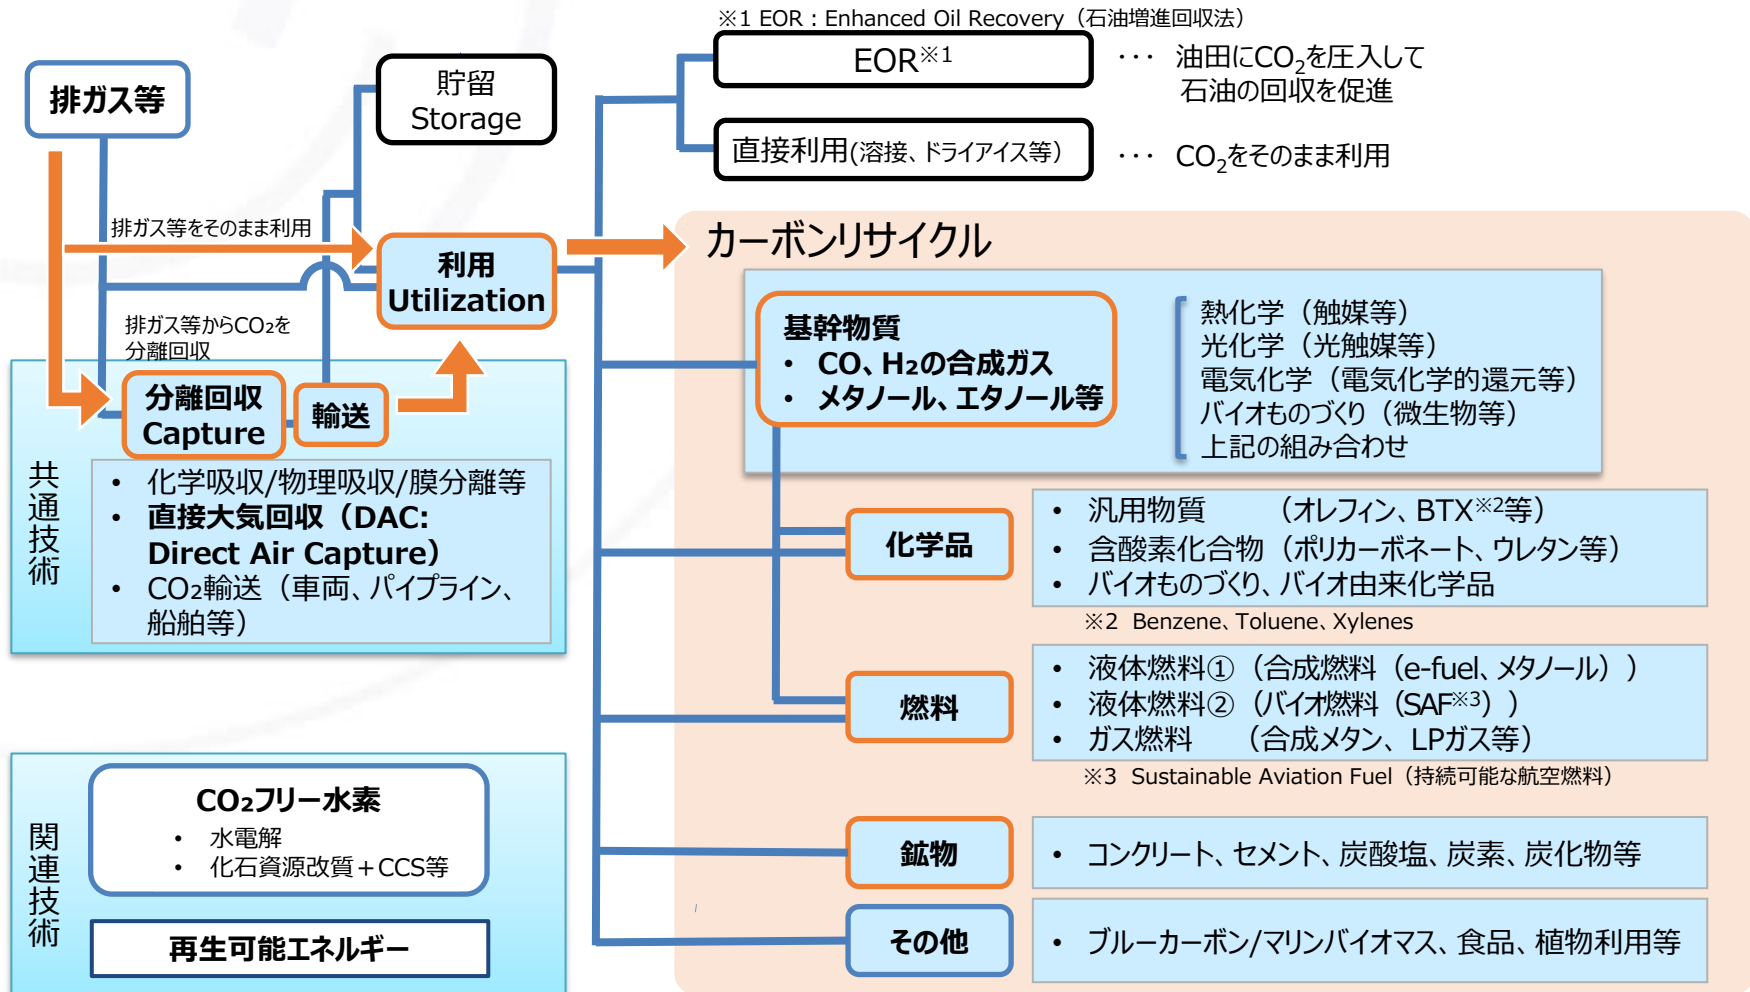 ※1 EOR : Enhanced Oil Recovery（石油増進回収法）
排ガス等
貯留
Storage
EOR※1
･･･ 油田にCO₂を圧入して
石油の回収を促進
直接利用(溶接、ドライアイス等）
･･･ CO₂をそのまま利用
排ガス等をそのまま利用
利用
Utilization
排ガス等からCO₂を
分離回収
分離回収
Capture
輸送
共通技術
• 化学吸収/物理吸収/膜分離等
• 直接大気回収（DAC:
Direct Air Capture）
• CO₂輸送（車両、パイプライン、
船舶等）
関連技術
CO₂フリー水素
• 水電解
• 化石資源改質＋CCS等
再生可能エネルギー
カーボンリサイクル
基幹物質
• CO、H₂の合成ガス
• メタノール、エタノール等
熱化学（触媒等）
光化学（光触媒等）
電気化学（電気化学的還元等）
バイオものづくり（微生物等）
上記の組み合わせ
化学品
• 汎用物質　　（オレフィン、BTX※2等）
• 含酸素化合物（ポリカーボネート、ウレタン等）
• バイオものづくり、バイオ由来化学品
※2 Benzene、Toluene、Xylenes
燃料
• 液体燃料①（合成燃料（e-fuel、メタノール））
• 液体燃料②（バイオ燃料（SAF※3））
• ガス燃料　　（合成メタン、LPガス等）
※3 Sustainable Aviation Fuel（持続可能な航空燃料）
鉱物
• コンクリート、セメント、炭酸塩、炭素、炭化物等
その他
• ブルーカーボン/マリンバイオマス、食品、植物利用等